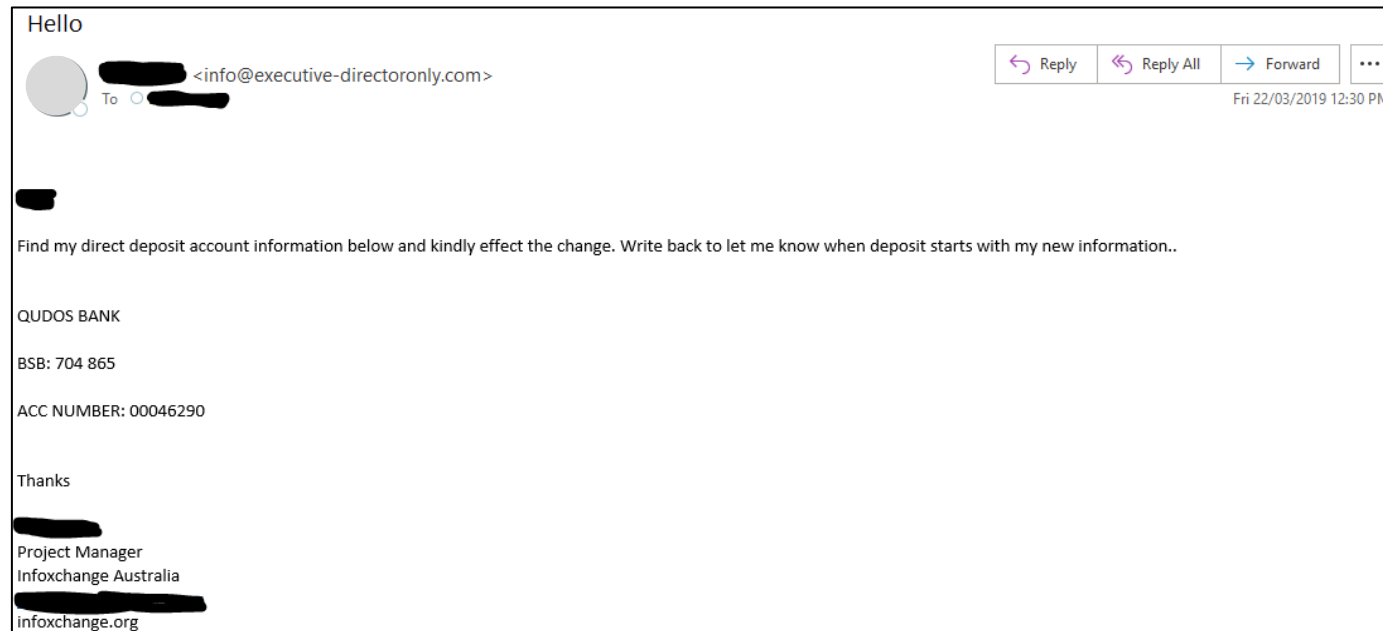 Hello
<info@executive-directoronly.com>
Reply
Reply All
Forward
To
Fri 22/03/2019 12:30 PM
Find my direct deposit account information below and kindly effect the change. Write back to let me know when deposit starts with my new information..
QUDOS BANK
BSB: 704 865
ACC NUMBER: 00046290
Thanks
Project Manager
Infoxchange Australia
infoxchange.org